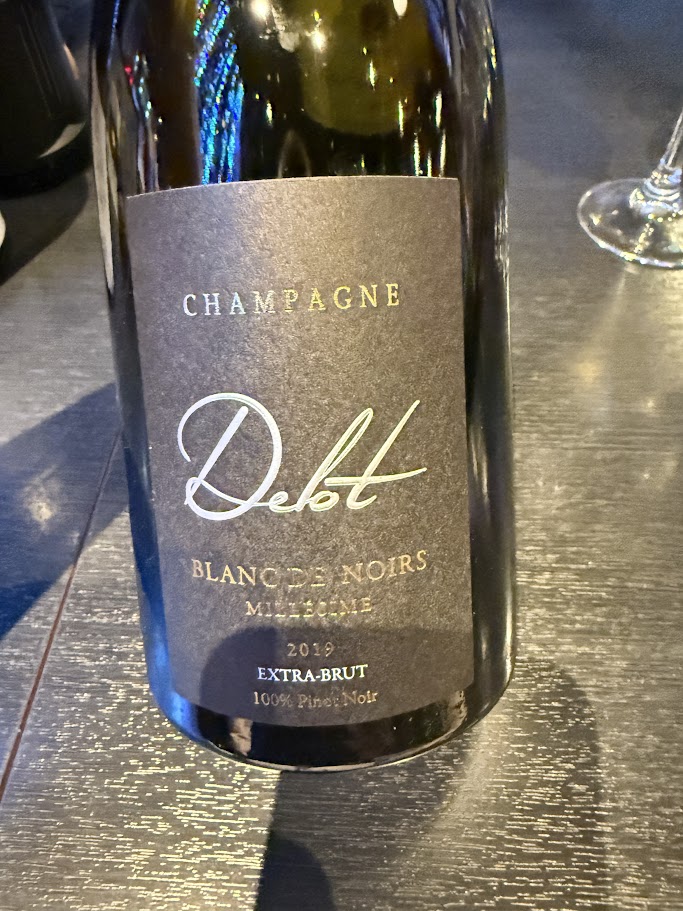 CHAMPAGNE
Delot
BLANC DE NOIRS
MILLÉSIME
2019
EXTRA-BRUT
100% Pinot Noir